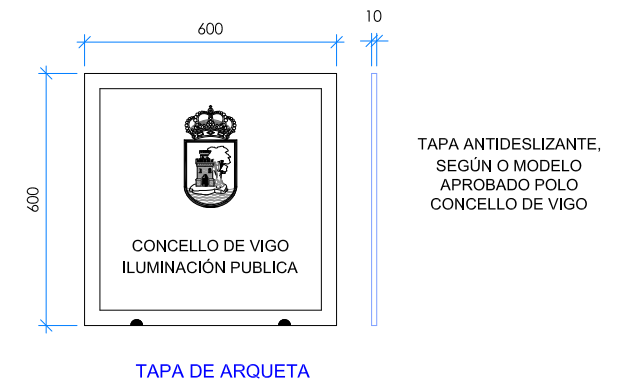 600
10
600
CONCELLO DE VIGO
ILUMINACIÓN PUBLICA
TAPA ANTIDESLIZANTE,
SEGÚN O MODELO
APROBADO POLO
CONCELLO DE VIGO
TAPA DE ARQUETA